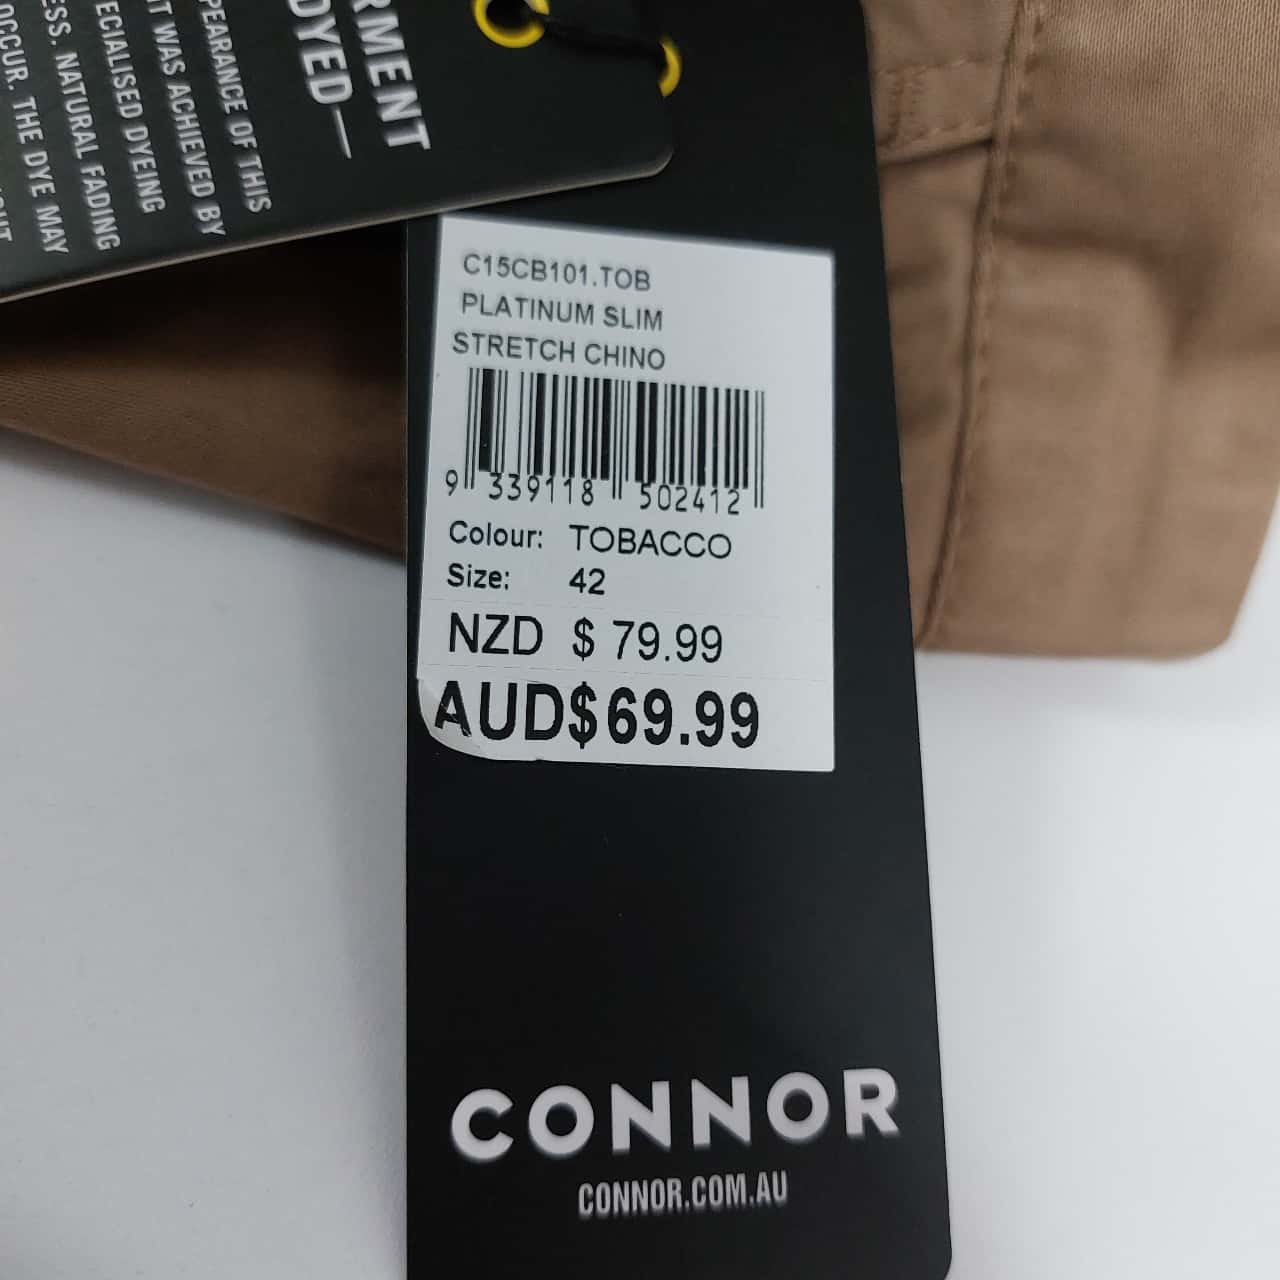 RMENT
DYED—
PEARANCE OF THIS
T WAS ACHIEVED BY
ECIALISED DYEING
ESS. NATURAL FADING
OCCUR. THE DYE MAY
C15CB101.TOB
PLATINUM SLIM
STRETCH CHINO
9 339118 502412
Colour: TOBACCO
Size: 42
NZD $ 79.99
AUD$69.99
CONNOR
CONNOR.COM.AU